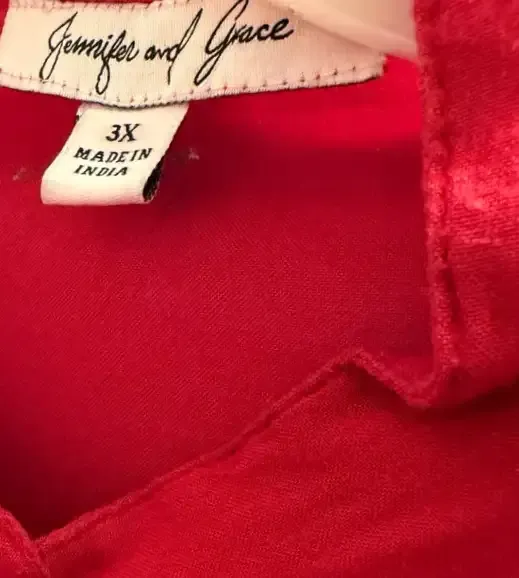 Jennifer and Grace
3X
MADE IN
INDIA